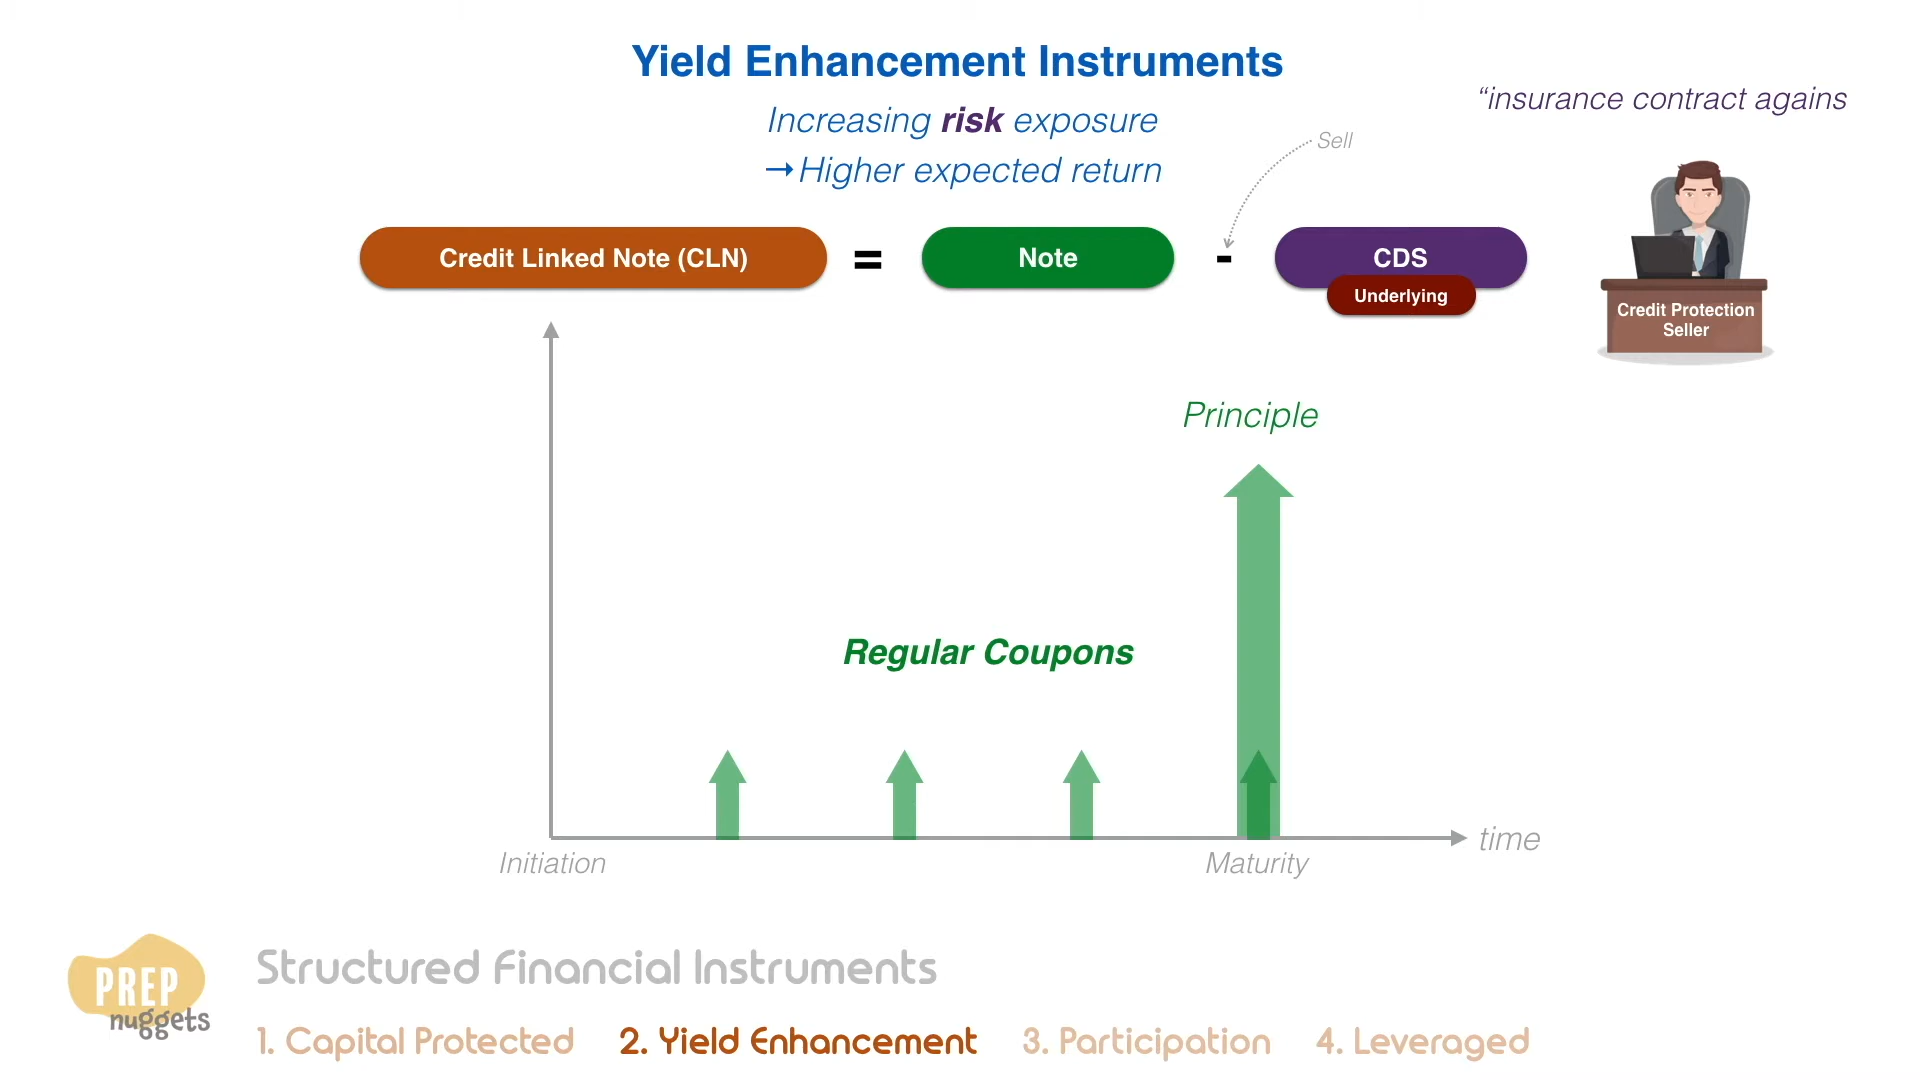 Yield Enhancement Instruments
Increasing risk exposure
→Higher expected return
"insurance contract agains
Sell
Credit Linked Note (CLN) = Note - CDS
Underlying
Credit Protection
Seller
Principle
Regular Coupons
time
Initiation
Maturity
PREP
nuggets
Structured Financial Instruments
1. Capital Protected 2. Yield Enhancement 3. Participation 4. Leveraged